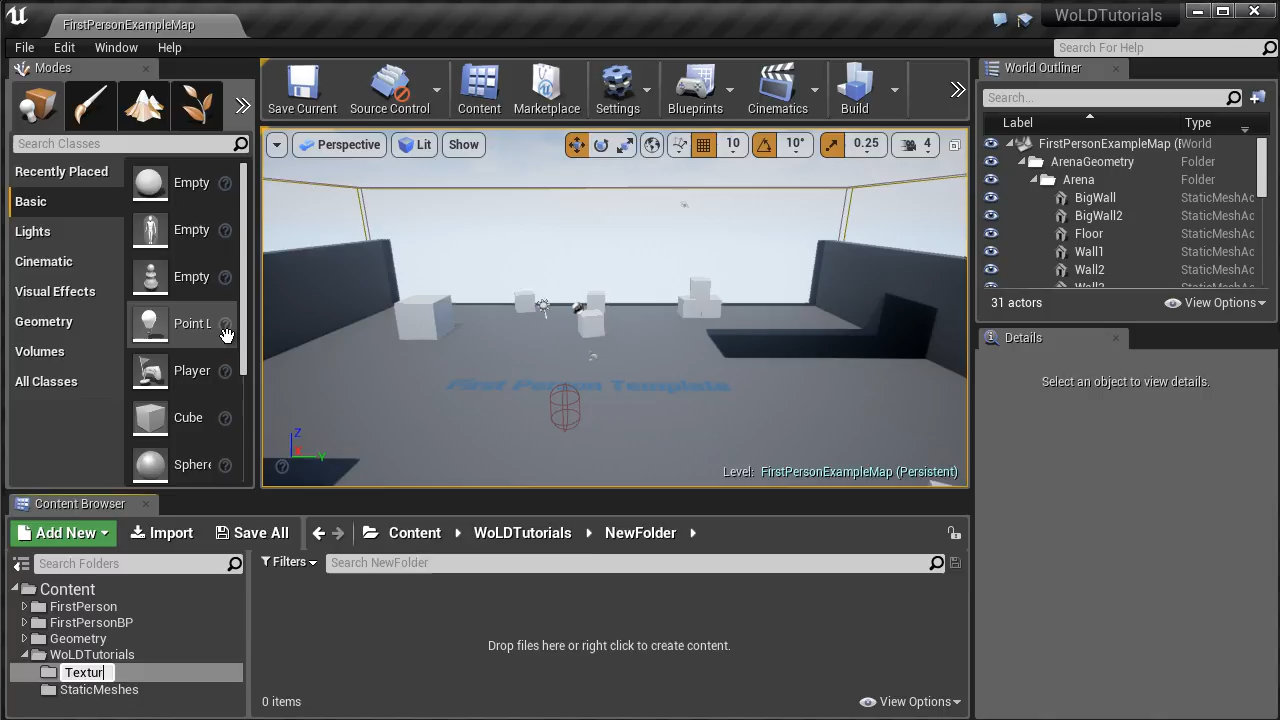 FirstPersonExampleMap
WoLDTutorials
File Edit Window Help
Search For Help
Modes
Save Current
Source Control
Content
Marketplace
Settings
Blueprints
Cinematics
Build
World Outliner
Search...
Label
Type
Search Classes
Perspective
Lit
Show
10
10°
0.25
4
Recently Placed
Basic
Lights
Cinematic
Visual Effects
Geometry
Volumes
All Classes
Empty
Empty
Empty
Point L
Player
Cube
Sphere
FirstPersonExampleMap (
World
ArenaGeometry
Folder
Arena
Folder
BigWall
StaticMeshAc
BigWall2
StaticMeshAc
Floor
StaticMeshAc
Wall1
StaticMeshAc
Wall2
StaticMeshAc
31 actors
View Options
Details
Select an object to view details.
First Person Template
Z
Y
Level: FirstPersonExampleMap (Persistent)
Content Browser
Add New
Import
Save All
Content
WoLDTutorials
NewFolder
Search Folders
Filters
Search NewFolder
Content
FirstPerson
FirstPersonBP
Geometry
WoLDTutorials
Textur
StaticMeshes
Drop files here or right click to create content.
0 items
View Options